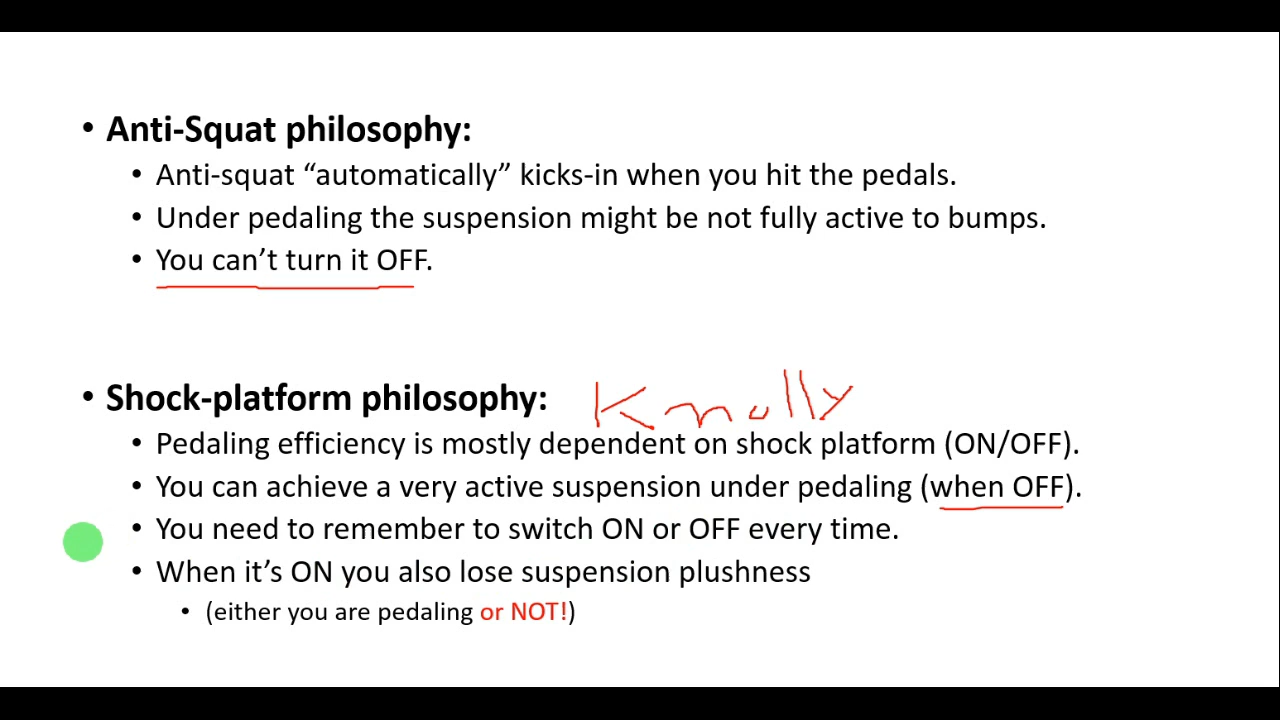 • Anti-Squat philosophy:
• Anti-squat “automatically” kicks-in when you hit the pedals.
• Under pedaling the suspension might be not fully active to bumps.
• You can’t turn it OFF.
• Shock-platform philosophy: Knolly
• Pedaling efficiency is mostly dependent on shock platform (ON/OFF).
• You can achieve a very active suspension under pedaling (when OFF).
• You need to remember to switch ON or OFF every time.
• When it’s ON you also lose suspension plushness
• (either you are pedaling or NOT!)